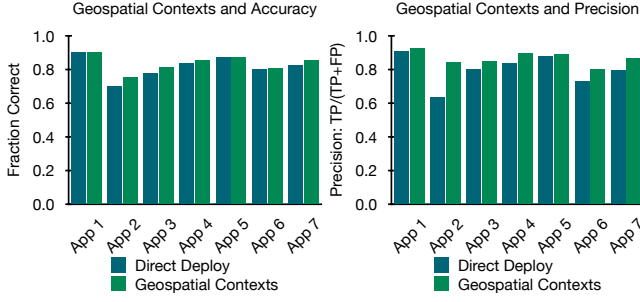 Geospatial Contexts and Accuracy
1.0
0.8
0.6
0.4
0.2
0.0
Fraction Correct
App 1
App 2
App 3
App 4
App 5
App 6
App 7
Direct Deploy
Geospatial Contexts
Geospatial Contexts and Precision
1.0
0.8
0.6
0.4
0.2
0.0
Precision: TP/(TP+FP)
App 1
App 2
App 3
App 4
App 5
App 6
App 7
Direct Deploy
Geospatial Contexts